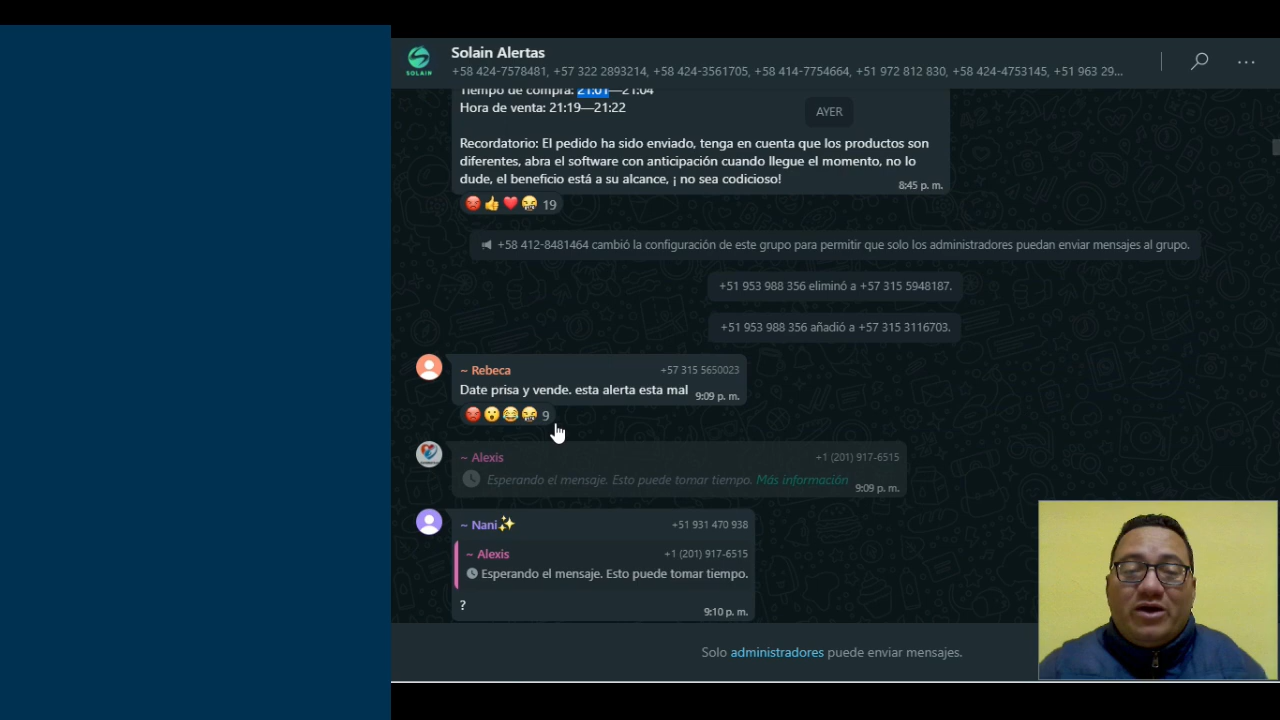 SOLAIN
Solain Alertas
+58 424-7578481, +57 322 2893214, +58 424-3561705, +58 414-7754664, +51 972 812 830, +58 424-4753145, +51 963 29...
Tiempo de compra: 21:01—21:04
Hora de venta: 21:19—21:22
AYER
Recordatorio: El pedido ha sido enviado, tenga en cuenta que los productos son
diferentes, abra el software con anticipación cuando llegue el momento, no lo
dude, el beneficio está a su alcance, ¡ no sea codicioso!
8:45 p. m.
19
+58 412-8481464 cambió la configuración de este grupo para permitir que solo los administradores puedan enviar mensajes al grupo.
+51 953 988 356 eliminó a +57 315 5948187.
+51 953 988 356 añadió a +57 315 3116703.
~ Rebeca +57 315 5650023
Date prisa y vende. esta alerta esta mal 9:09 p. m.
9
~ Alexis +1 (201) 917-6515
Esperando el mensaje. Esto puede tomar tiempo. Más información 9:09 p. m.
~ Nani +51 931 470 938
~ Alexis +1 (201) 917-6515
Esperando el mensaje. Esto puede tomar tiempo.
? 9:10 p. m.
Solo administradores puede enviar mensajes.